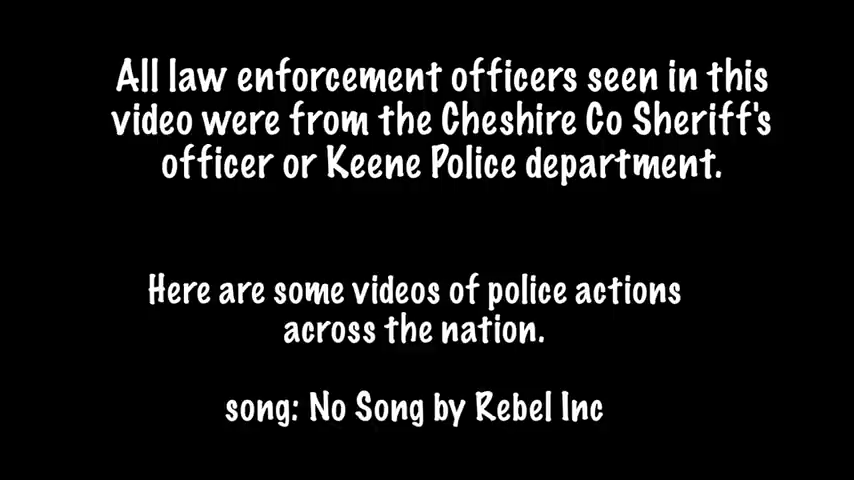 All law enforcement officers seen in this
video were from the Cheshire Co Sheriff's
officer or Keene Police department.
Here are some videos of police actions
across the nation.
song: No Song by Rebel Inc